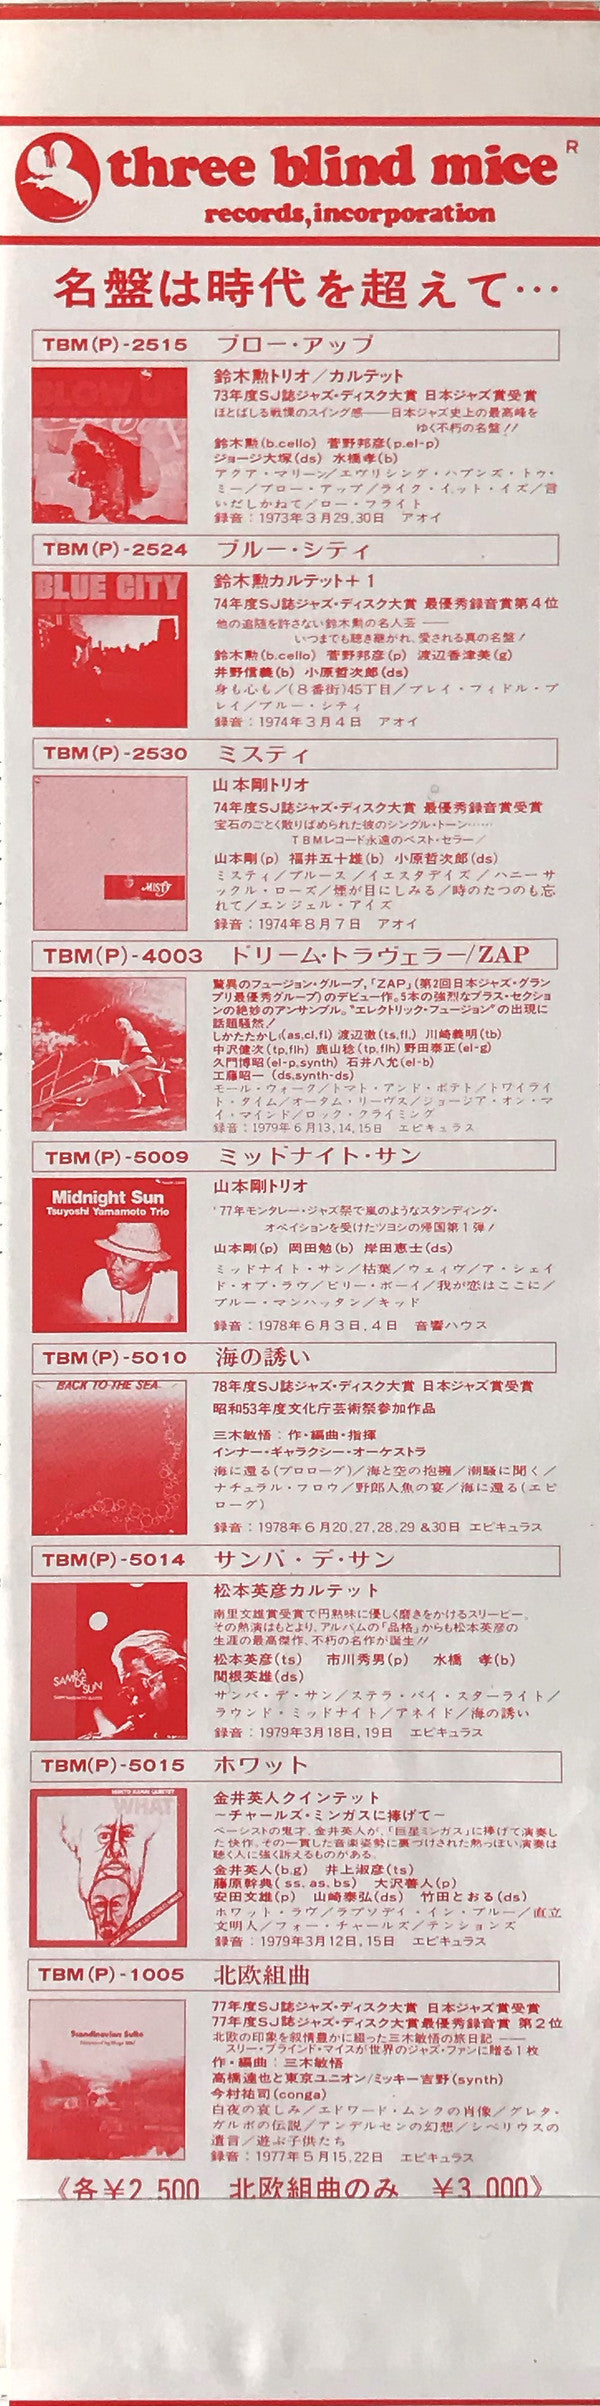 three blind mice R
records, incorporation
名盤は時代を超えて…
TBM(P)-2515 ブロー・アップ
BLOW UP
鈴木勲トリオ／カルテット
73年度SJ誌ジャズ・ディスク大賞 日本ジャズ賞受賞
ほとばしる戦慄のスイング感――日本ジャズ史上の最高峰を
ゆく不朽の名盤!!
鈴木勲(b.cello) 菅野邦彦(p.el-p)
ジョージ大塚(ds) 水橋孝(b)
アクア・マリーン／エヴリシング・ハプンズ・トゥ・
ミー／ブロー・アップ／ライク・イット・イズ／言
いだしかねて／ロー・フライト
録音：1973年3月29,30日 アオイ
TBM(P)-2524 ブルー・シティ
BLUE CITY
鈴木勲カルテット＋1
74年度SJ誌ジャズ・ディスク大賞 最優秀録音賞第4位
他の追随を許さない鈴木勲の名人芸――
いつまでも聴き継がれ、愛される真の名盤！
鈴木勲(b.cello) 菅野邦彦(p) 渡辺香津美(g)
井野信義(b) 小原哲次郎(ds)
身も心も／(8番街)45丁目／プレイ・フィドル・プ
レイ／ブルー・シティ
録音：1974年3月4日 アオイ
TBM(P)-2530 ミスティ
MISTY
山本剛トリオ
74年度SJ誌ジャズ・ディスク大賞 最優秀録音賞受賞
宝石のごとく散りばめられた彼のシングル・トーン……
TBMレコード永遠のベスト・セラー／
山本剛(p) 福井五十雄(b) 小原哲次郎(ds)
ミスティ／ブルース／イエスタデイズ／ハニーサ
ックル・ローズ／煙が目にしみる／時のたつのも忘
れて／エンジェル・アイズ
録音：1974年8月7日 アオイ
TBM(P)-4003 ドリーム・トラヴェラー/ZAP
驚異のフュージョン・グループ,「ZAP」(第2回日本ジャズ・グラン
プリ最優秀グループ)のデビュー作。5本の強烈なブラス・セクショ
ンの絶妙のアンサンブル。"エレクトリック・フュージョン"の出現に
話題騒然！
しかたたかし(as,cl,fl) 渡辺徹(ts,fl,) 川崎義明(tb)
中沢健次(tp,flh) 鹿山稔(tp,flh) 野田泰正(el-g)
久門博昭(el-p,synth) 石井八允(el-b)
工藤昭一 (ds,synth-ds)
モール・ウォーク／トマト・アンド・ポテト／トワイライ
ト・タイム／オータム・リーヴス／ジョージア・オン・マ
イ・マインド／ロック・クライミング
録音：1979年6月13,14,15日 エピキュラス
TBM(P)-5009 ミッドナイト・サン
Midnight Sun
Tsuyoshi Yamamoto Trio
山本剛トリオ
'77年モンタレー・ジャズ祭で嵐のようなスタンディング・
オベイションを受けたツヨシの帰国第1弾！
山本剛(p) 岡田勉(b) 岸田恵士(ds)
ミッドナイト・サン／枯葉／ウェイヴ／ア・シェイ
ド・オブ・ラヴ／ビリー・ボーイ／我が恋はここに／
ブルー・マンハッタン／キッド
録音：1978年6月3日,4日 音響ハウス
TBM(P)-5010 海の誘い
BACK TO THE SEA
78年度SJ誌ジャズ・ディスク大賞 日本ジャズ賞受賞
昭和53年度文化庁芸術祭参加作品
三木敏悟：作・編曲・指揮
インナー・ギャラクシー・オーケストラ
海に還る(プロローグ)／海と空の抱擁／潮騒に聞く／
ナチュラル・フロウ／野郎人魚の宴／海に還る(エピ
ローグ)
録音：1978年6月20,27,28,29 &30日 エピキュラス
TBM(P)-5014 サンバ・デ・サン
SAMBA DE SUN
松本英彦カルテット
南里文雄賞受賞で円熟味に優しく磨きをかけるスリーピー。
その熱演はもとより、アルバムの「品格」からも松本英彦の
生涯の最高傑作、不朽の名作が誕生!!
松本英彦(ts) 市川秀男(p) 水橋 孝(b)
関根英雄(ds)
サンバ・デ・サン／ステラ・バイ・スターライト／
ラウンド・ミッドナイト／アネイド／海の誘い
録音：1979年3月18日,19日 エピキュラス
TBM(P)-5015 ホワット
WHAT
金井英人クインテット
～チャールズ・ミンガスに捧げて～
ベーシストの鬼才、金井英人が、「巨星ミンガス」に捧げて演奏し
た快作。その一貫した音楽姿勢に裏づけされた熱っぽい演奏は
聴く人に強く訴えるものがある。
金井英人(b.g) 井上淑彦(ts)
藤原幹典(ss,as,bs) 大沢善人(p)
安田文雄(p) 山崎泰弘(ds) 竹田とおる(ds)
ホワット・ラヴ／ラプソディ・イン・ブルー／直立
文明人／フォー・チャールズ／テンションズ
録音：1979年3月12日,15日 エピキュラス
TBM(P)-1005 北欧組曲
Scandinavian Suite
77年度SJ誌ジャズ・ディスク大賞 日本ジャズ賞受賞
77年度SJ誌ジャズ・ディスク大賞最優秀録音賞 第2位
北欧の印象を叙情豊かに綴った三木敏悟の旅日記――
スリー・ブラインド・マイスが世界のジャズ・ファンに贈る1枚
作・編曲：三木敏悟
高橋達也と東京ユニオン/ミッキー吉野(synth)
今村祐司(conga)
白夜の哀しみ／エドワード・ムンクの肖像／グレタ・
ガルボの伝説／アンデルセンの幻想／シベリウスの
遺言／遊ぶ子供たち
録音：1977年5月15,22日 エピキュラス
《各¥2,500 北欧組曲のみ ¥3,000》